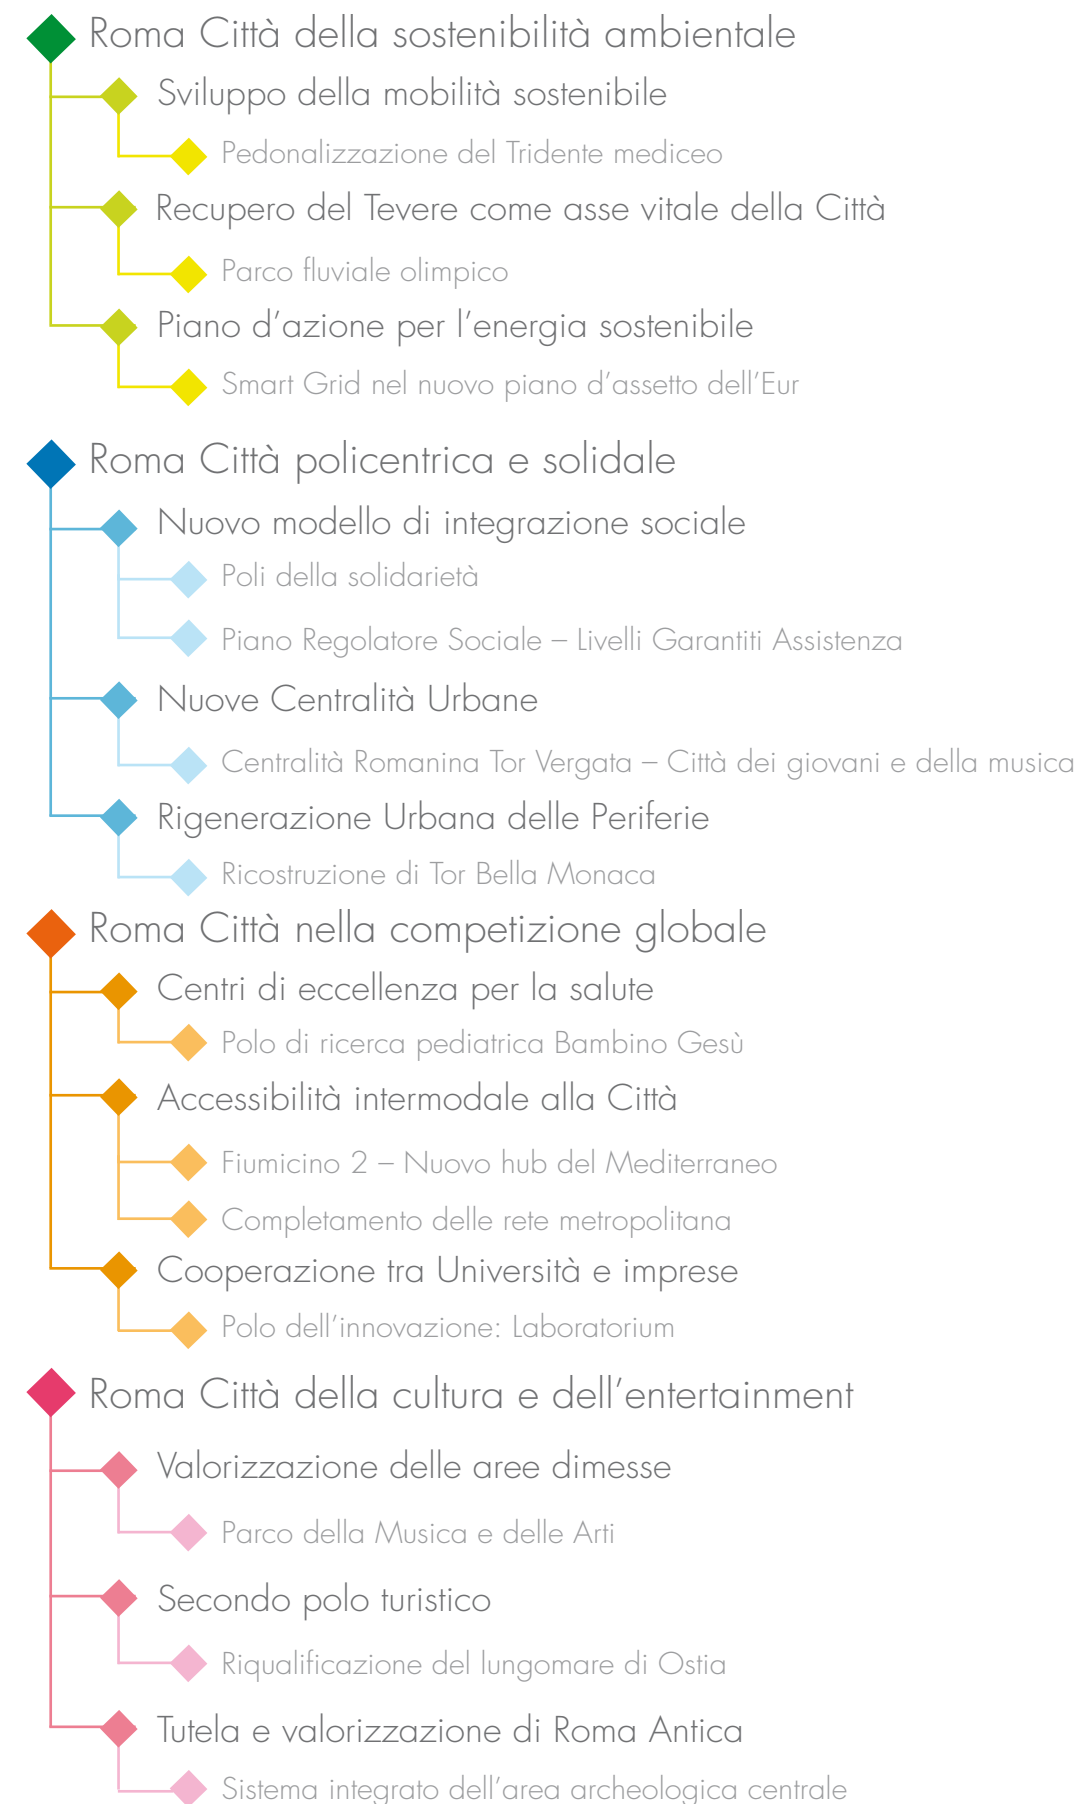 Roma Città della sostenibilità ambientale
Sviluppo della mobilità sostenibile
Pedonalizzazione del Tridente mediceo
Recupero del Tevere come asse vitale della Città
Parco fluviale olimpico
Piano d’azione per l’energia sostenibile
Smart Grid nel nuovo piano d’assetto dell’Eur
Roma Città policentrica e solidale
Nuovo modello di integrazione sociale
Poli della solidarietà
Piano Regolatore Sociale – Livelli Garantiti Assistenza
Nuove Centralità Urbane
Centralità Romanina Tor Vergata – Città dei giovani e della musica
Rigenerazione Urbana delle Periferie
Ricostruzione di Tor Bella Monaca
Roma Città nella competizione globale
Centri di eccellenza per la salute
Polo di ricerca pediatrica Bambino Gesù
Accessibilità intermodale alla Città
Fiumicino 2 – Nuovo hub del Mediterraneo
Completamento delle rete metropolitana
Cooperazione tra Università e imprese
Polo dell’innovazione: Laboratorium
Roma Città della cultura e dell’entertainment
Valorizzazione delle aree dimesse
Parco della Musica e delle Arti
Secondo polo turistico
Riqualificazione del lungomare di Ostia
Tutela e valorizzazione di Roma Antica
Sistema integrato dell’area archeologica centrale